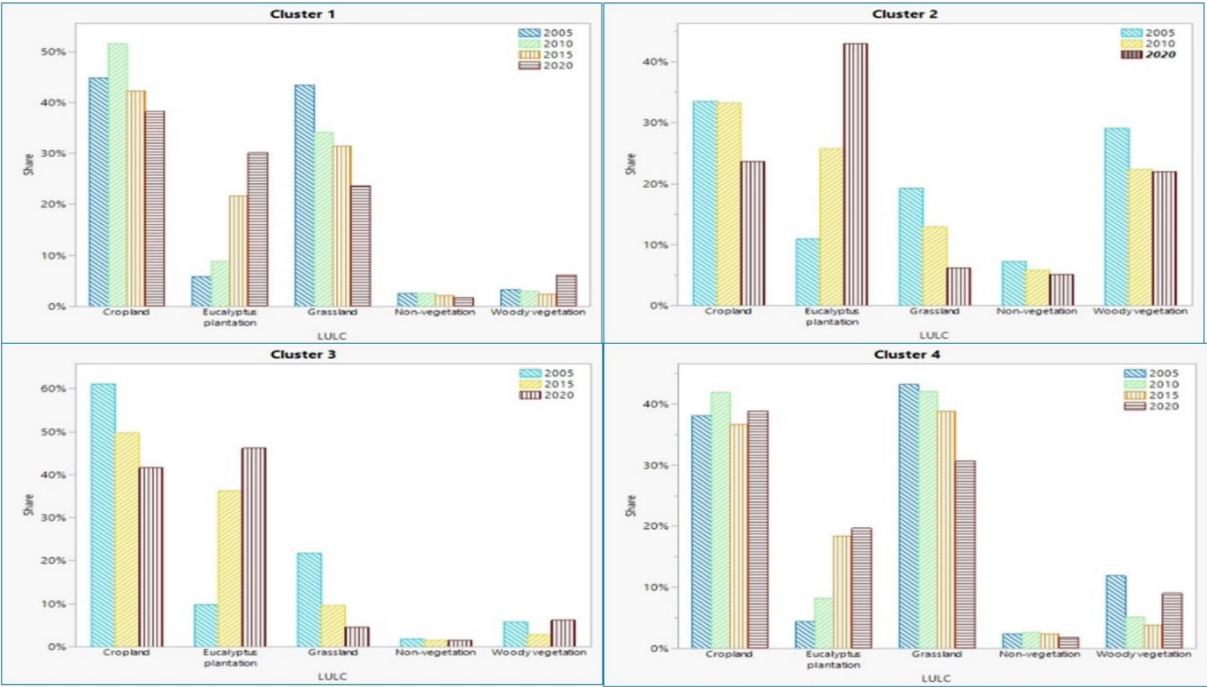 Cluster 1
2005
2010
2015
2020
50%
40%
30%
20%
10%
0%
Share
Cropland
Eucalyptus
plantation
Grassland
Non-vegetation
Woody vegetation
LULC
Cluster 2
2005
2010
2020
40%
30%
20%
10%
0%
Share
Cropland
Eucalyptus
plantation
Grassland
Non-vegetation
Woody vegetation
LULC
Cluster 3
2005
2015
2020
60%
50%
40%
30%
20%
10%
0%
Share
Cropland
Eucalyptus
plantation
Grassland
Non-vegetation
Woody vegetation
LULC
Cluster 4
2005
2010
2015
2020
40%
30%
20%
10%
0%
Share
Cropland
Eucalyptus
plantation
Grassland
Non-vegetation
Woody vegetation
LULC